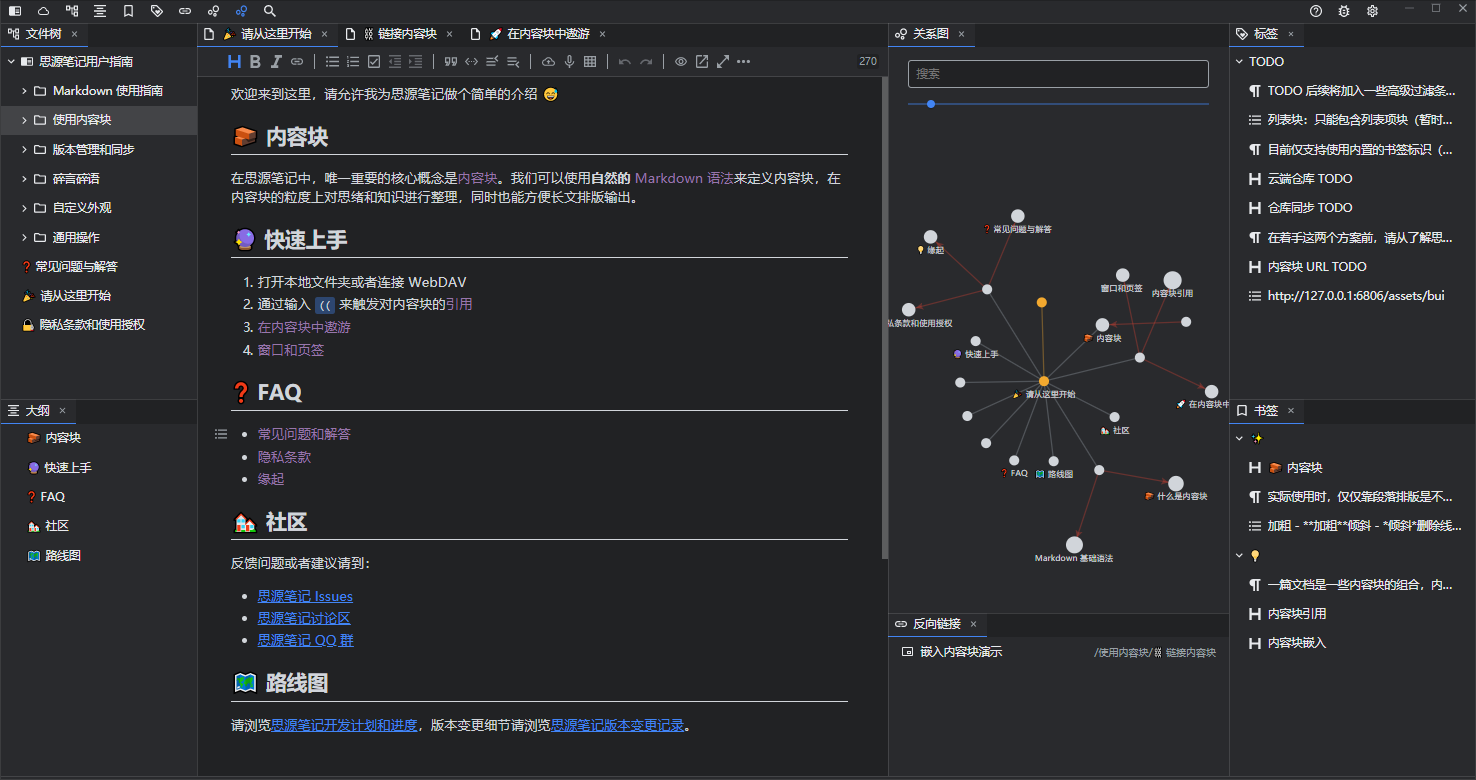 文件树
思源笔记用户指南
Markdown 使用指南
使用内容块
版本管理和同步
碎言碎语
自定义外观
通用操作
常见问题与解答
请从这里开始
隐私条款和使用授权
大纲
内容块
快速上手
FAQ
社区
路线图
请从这里开始
链接内容块
在内容块中遨游
270
欢迎来到这里，请允许我为思源笔记做个简单的介绍
内容块
在思源笔记中，唯一重要的核心概念是内容块。我们可以使用自然的 Markdown 语法来定义内容块，在
内容块的粒度上对思绪和知识进行整理，同时也能方便长文排版输出。
快速上手
1. 打开本地文件夹或者连接 WebDAV
2. 通过输入 (( 来触发对内容块的引用
3. 在内容块中遨游
4. 窗口和页签
FAQ
常见问题和解答
隐私条款
缘起
社区
反馈问题或者建议请到：
思源笔记 Issues
思源笔记讨论区
思源笔记 QQ 群
路线图
请浏览思源笔记开发计划和进度，版本变更细节请浏览思源笔记版本变更记录。
关系图
搜索
常见问题与解答
缘起
窗口和页签
内容块引用
私条款和使用授权
内容块
快速上手
请从这里开始
在内容块中
社区
FAQ
路线图
什么是内容块
Markdown 基础语法
反向链接
嵌入内容块演示
/使用内容块/ 链接内容块
标签
TODO
TODO 后续将加入一些高级过滤条...
列表块：只能包含列表项块（暂时...
目前仅支持使用内置的书签标识（...
云端仓库 TODO
仓库同步 TODO
在着手这两个方案前，请从了解思...
内容块 URL TODO
http://127.0.0.1:6806/assets/bui
书签
内容块
实际使用时，仅仅靠段落排版是不...
加粗 - **加粗**倾斜 - *倾斜*删除线...
一篇文档是一些内容块的组合，内...
内容块引用
内容块嵌入